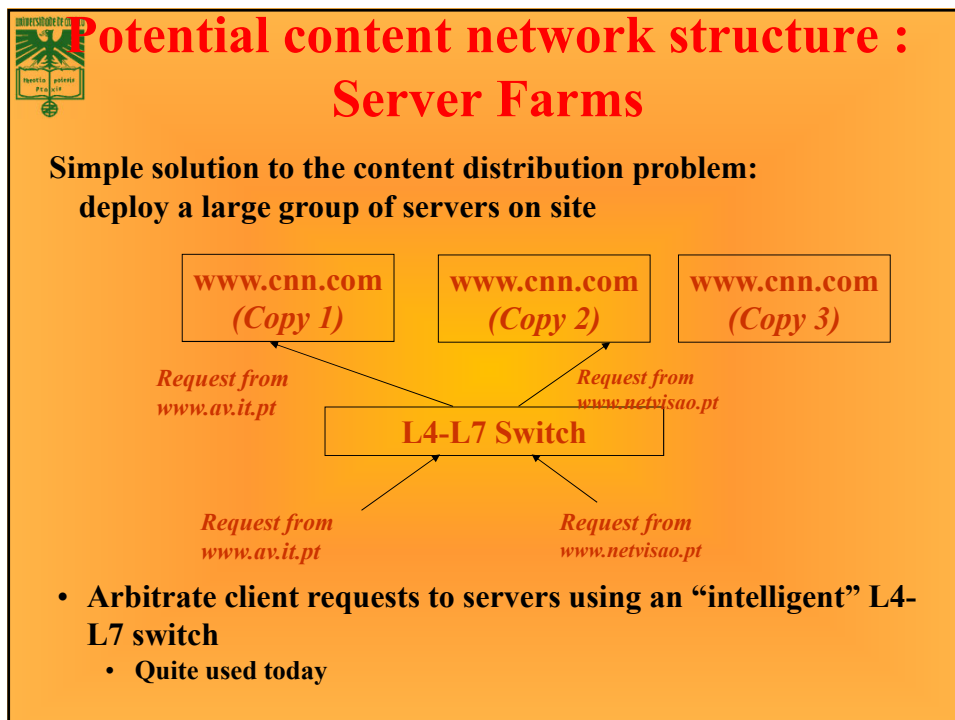 Potential content network structure :
Server Farms
theoria poiesis
Praxis
Simple solution to the content distribution problem:
deploy a large group of servers on site
www.cnn.com
(Copy 1)
www.cnn.com
(Copy 2)
www.cnn.com
(Copy 3)
Request from
www.av.it.pt
Request from
www.netvisao.pt
L4-L7 Switch
Request from
www.av.it.pt
Request from
www.netvisao.pt
• Arbitrate client requests to servers using an “intelligent” L4-
L7 switch
• Quite used today